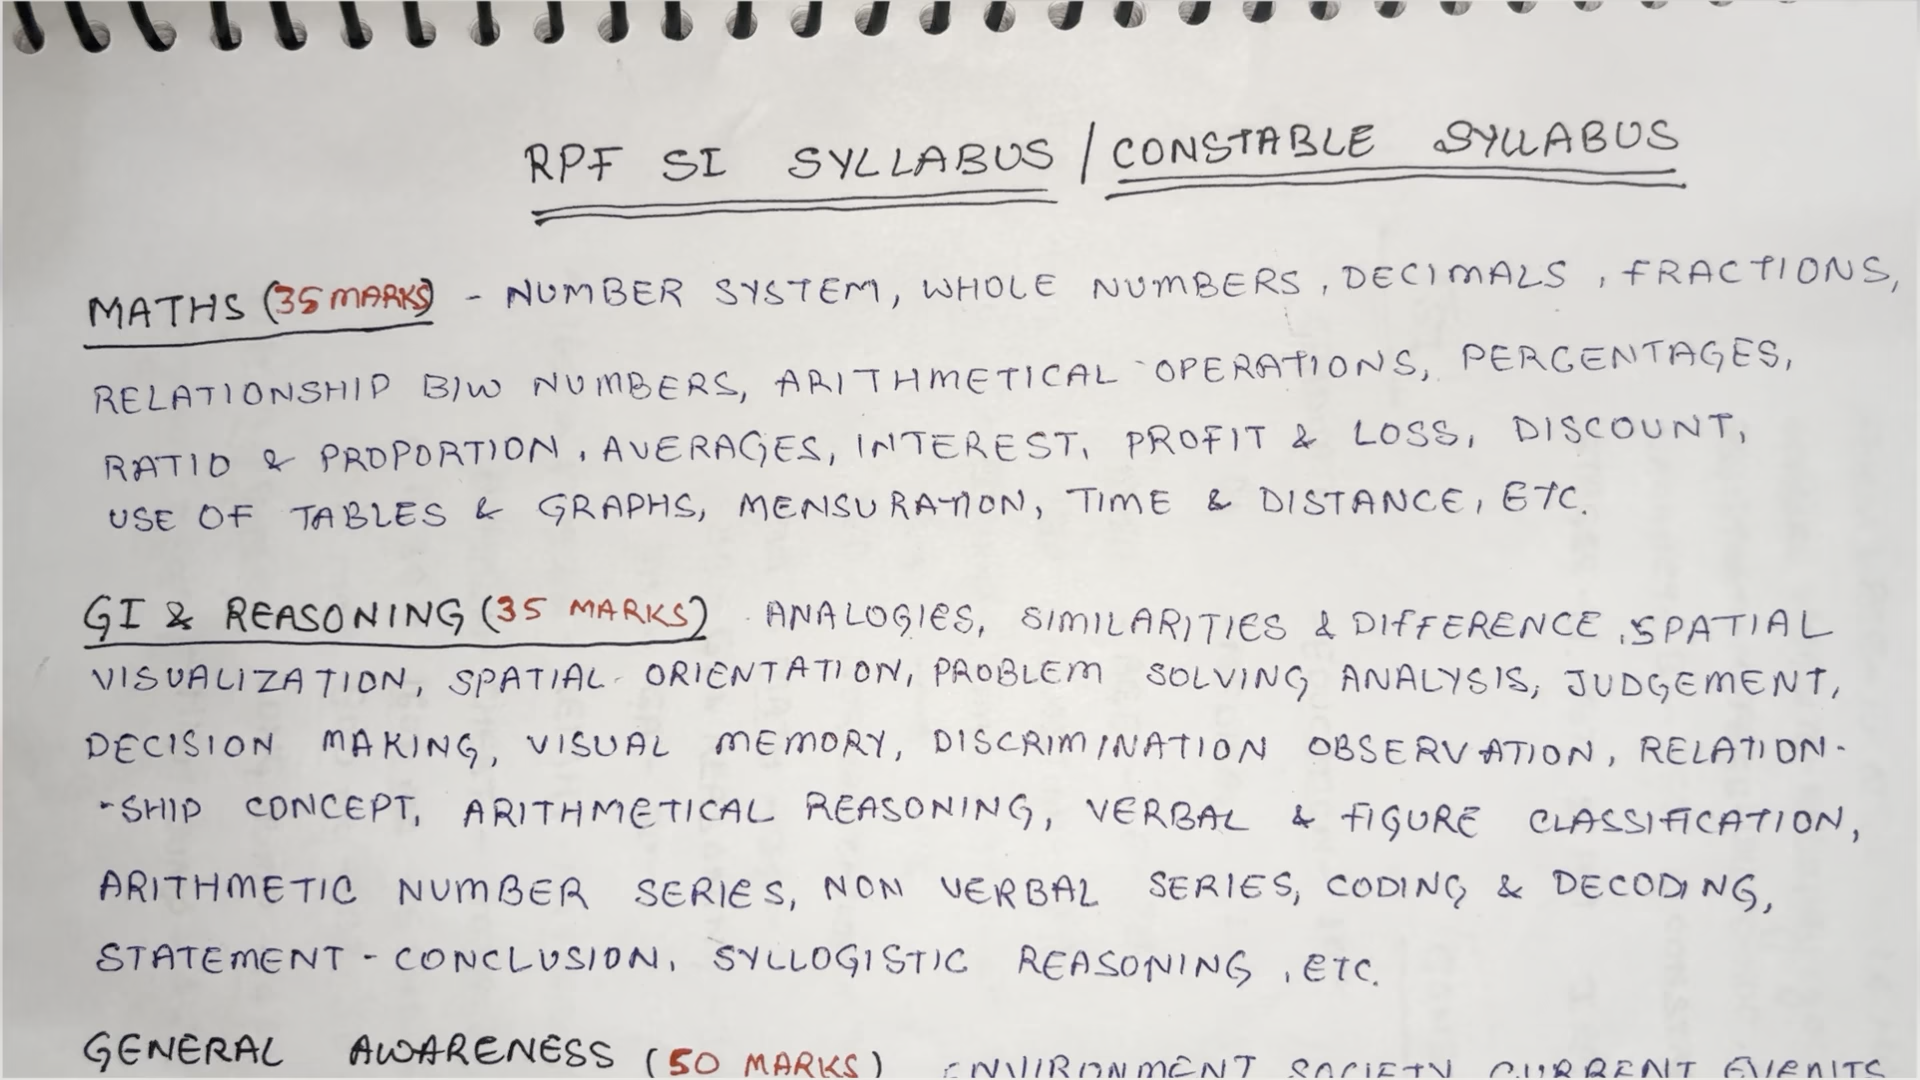 RPF SI SYLLABUS / CONSTABLE SYLLABUS
MATHS (35 MARKS) - NUMBER SYSTEM, WHOLE NUMBERS, DECIMALS, FRACTIONS,
RELATIONSHIP B/W NUMBERS, ARITHMETICAL OPERATIONS, PERCENTAGES,
RATIO & PROPORTION, AVERAGES, INTEREST, PROFIT & LOSS, DISCOUNT,
USE OF TABLES & GRAPHS, MENSURATION, TIME & DISTANCE, ETC.
GI & REASONING (35 MARKS) ANALOGIES, SIMILARITIES & DIFFERENCE, SPATIAL
VISUALIZATION, SPATIAL ORIENTATION, PROBLEM SOLVING ANALYSIS, JUDGEMENT,
DECISION MAKING, VISUAL MEMORY, DISCRIMINATION OBSERVATION, RELATION-
-SHIP CONCEPT, ARITHMETICAL REASONING, VERBAL & FIGURE CLASSIFICATION,
ARITHMETIC NUMBER SERIES, NON VERBAL SERIES, CODING & DECODING,
STATEMENT - CONCLUSION, SYLLOGISTIC REASONING, ETC.
GENERAL AWARENESS (50 MARKS) ENVIRONMENT SOCIETY CURRENT EVENTS